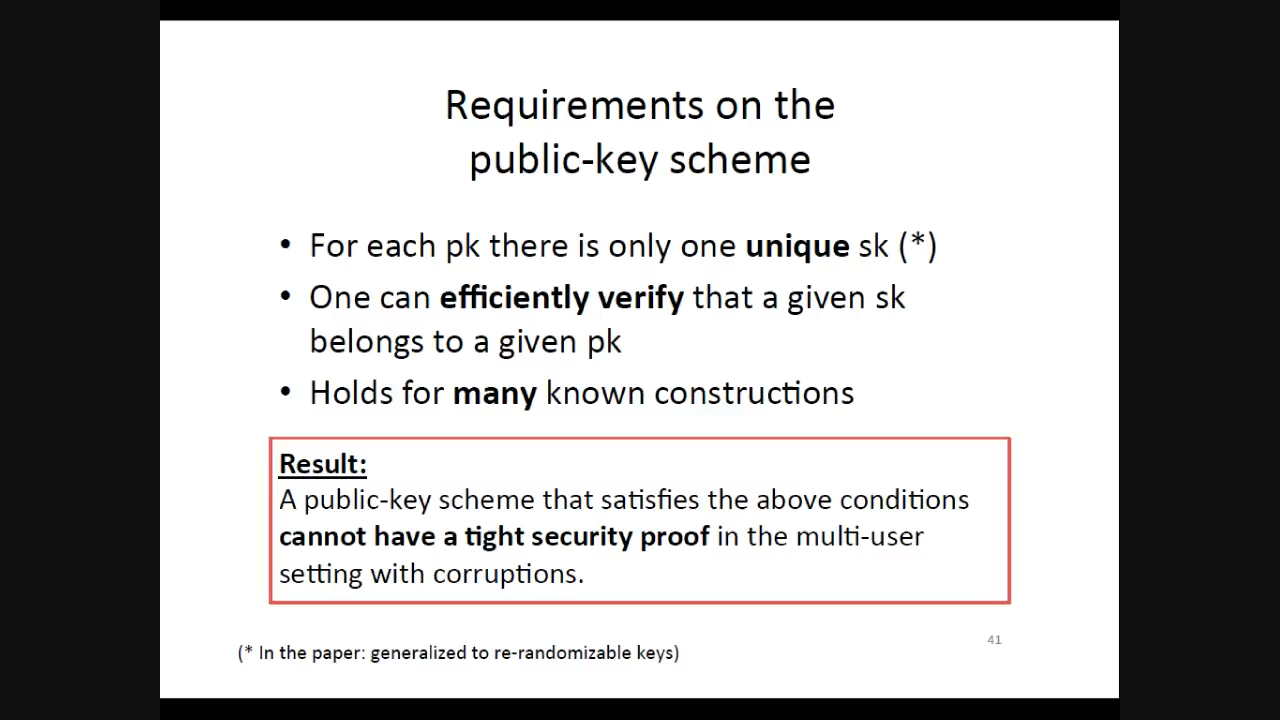 Requirements on the
public-key scheme
• For each pk there is only one unique sk (*)
• One can efficiently verify that a given sk
belongs to a given pk
• Holds for many known constructions
Result:
A public-key scheme that satisfies the above conditions
cannot have a tight security proof in the multi-user
setting with corruptions.
41
(* In the paper: generalized to re-randomizable keys)